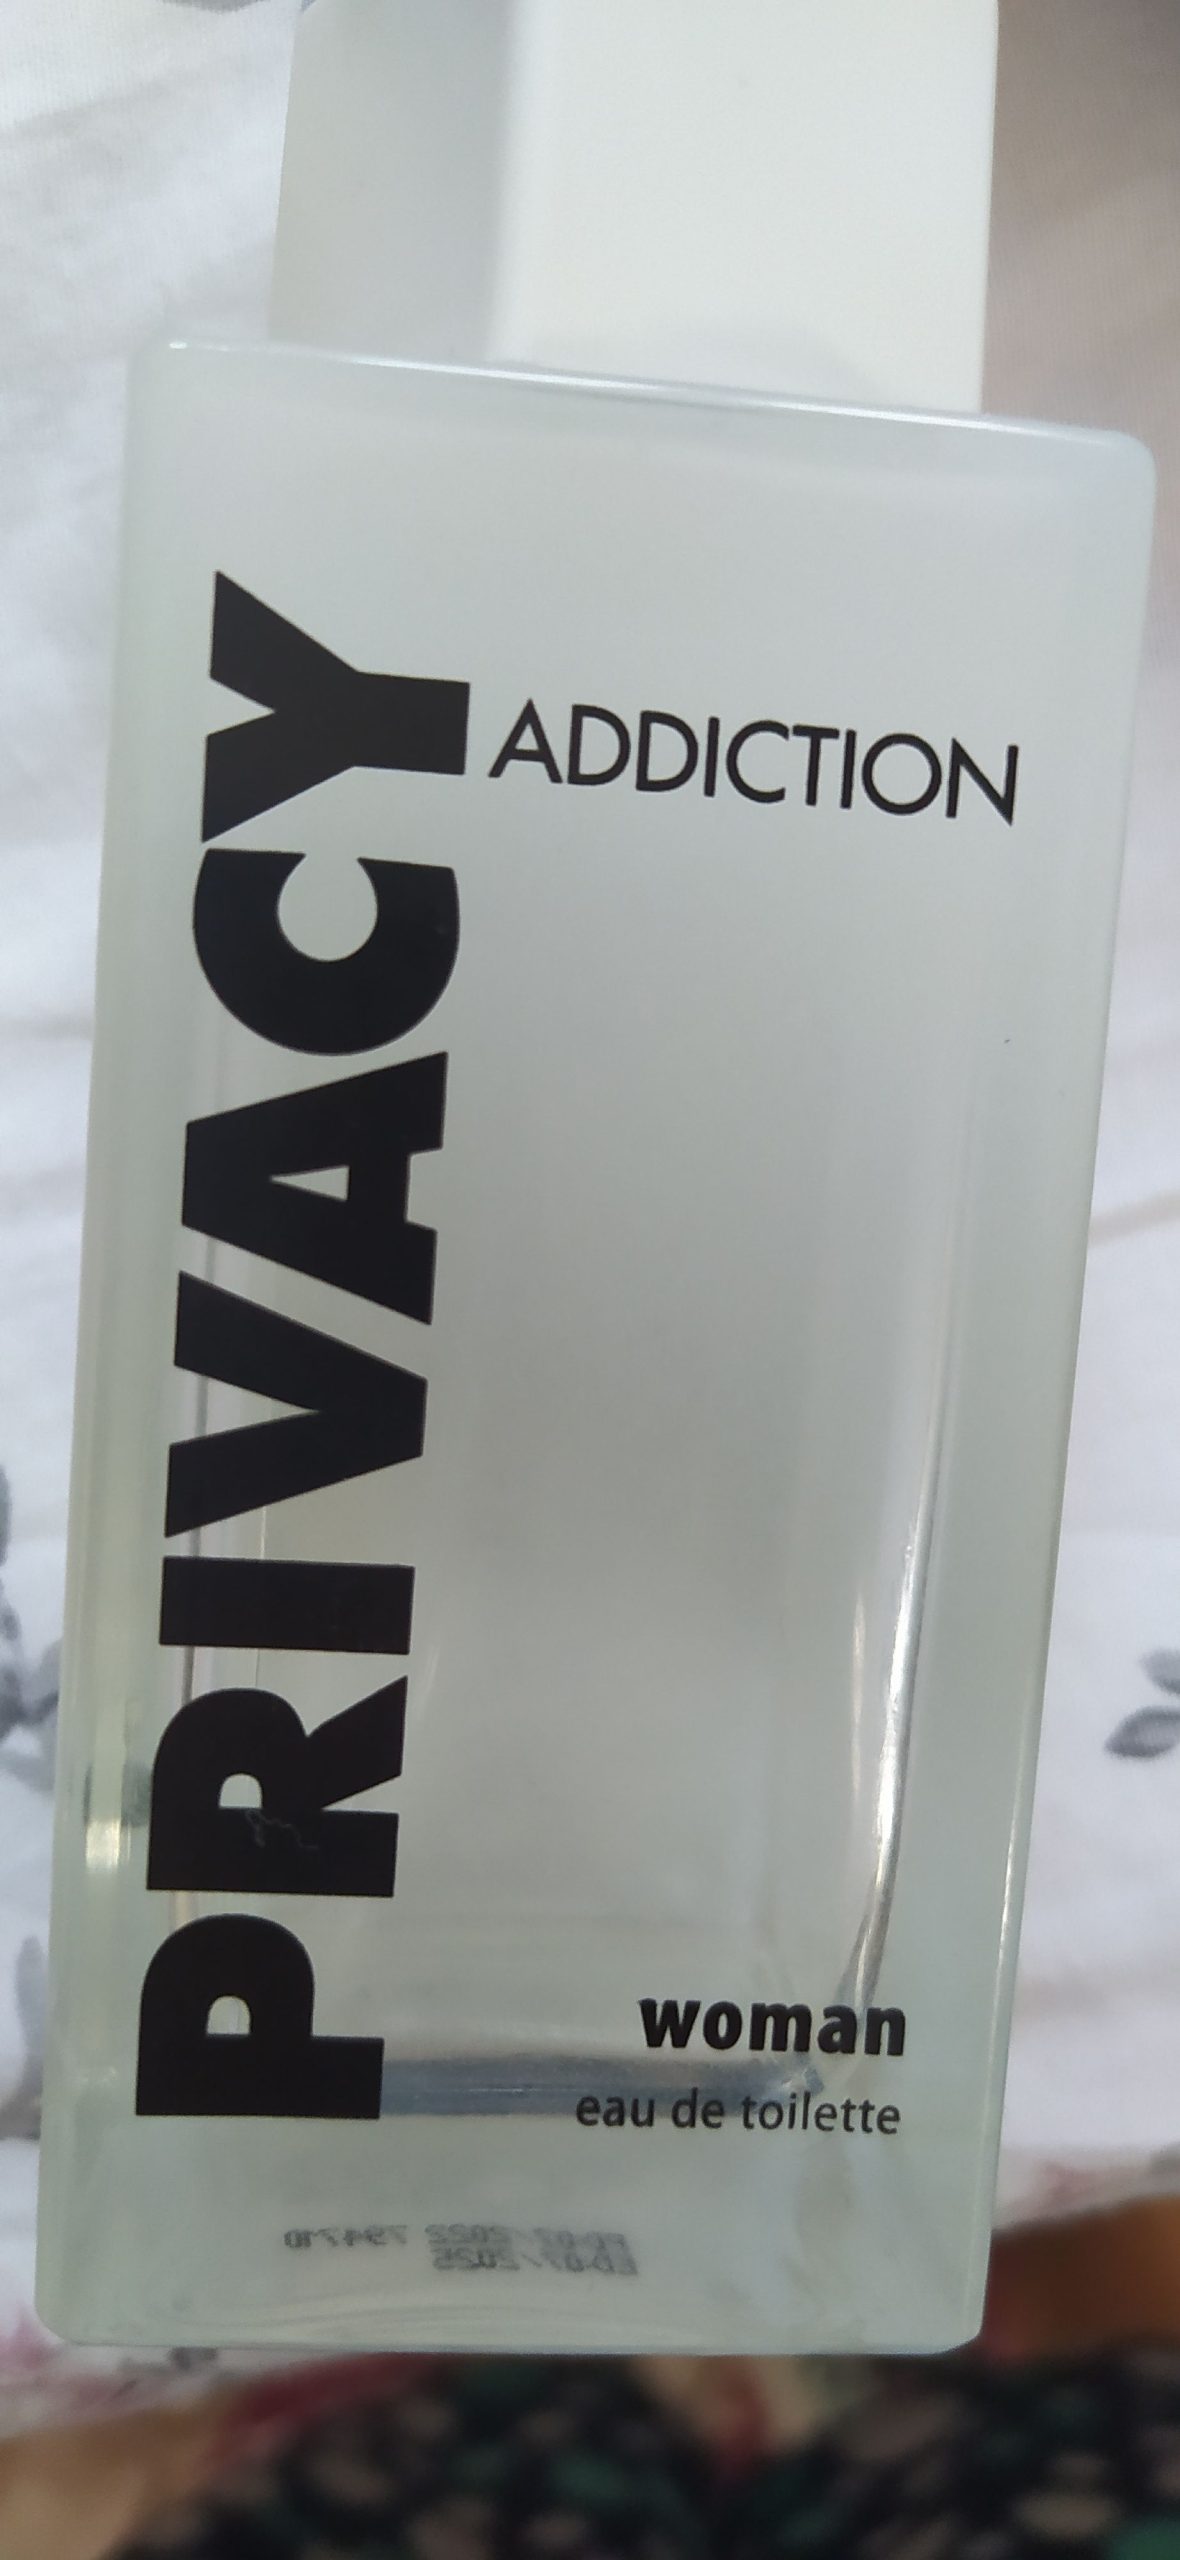 PRIVACY
ADDICTION
woman
eau de toilette